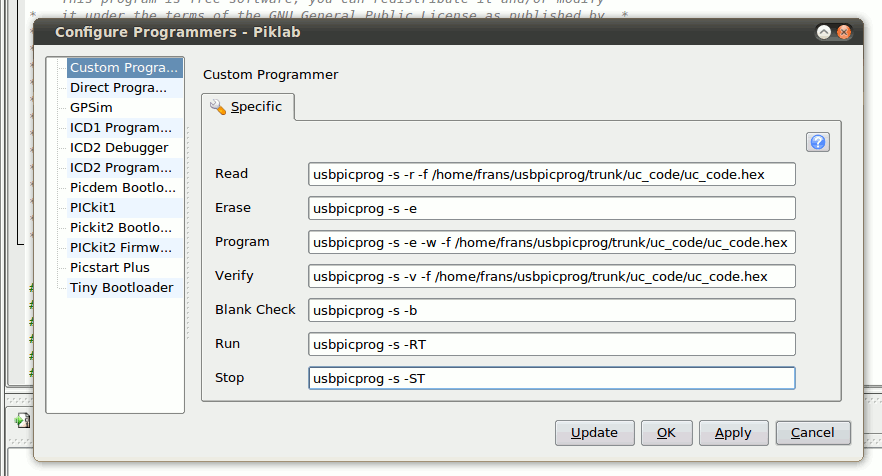 This program is free software; you can redistribute it and/or modify
* it under the terms of the GNU General Public License as published by *
Configure Programmers - Piklab
Custom Progra...
Direct Progra...
GPSim
ICD1 Program...
ICD2 Debugger
ICD2 Program...
Picdem Bootlo...
PICkit1
Pickit2 Bootlo...
PICkit2 Firmw...
Picstart Plus
Tiny Bootloader
Custom Programmer
Specific
Read usbpicprog -s -r -f /home/frans/usbpicprog/trunk/uc_code/uc_code.hex
Erase usbpicprog -s -e
Program usbpicprog -s -e -w -f /home/frans/usbpicprog/trunk/uc_code/uc_code.hex
Verify usbpicprog -s -v -f /home/frans/usbpicprog/trunk/uc_code/uc_code.hex
Blank Check usbpicprog -s -b
Run usbpicprog -s -RT
Stop usbpicprog -s -ST
Update OK Apply Cancel